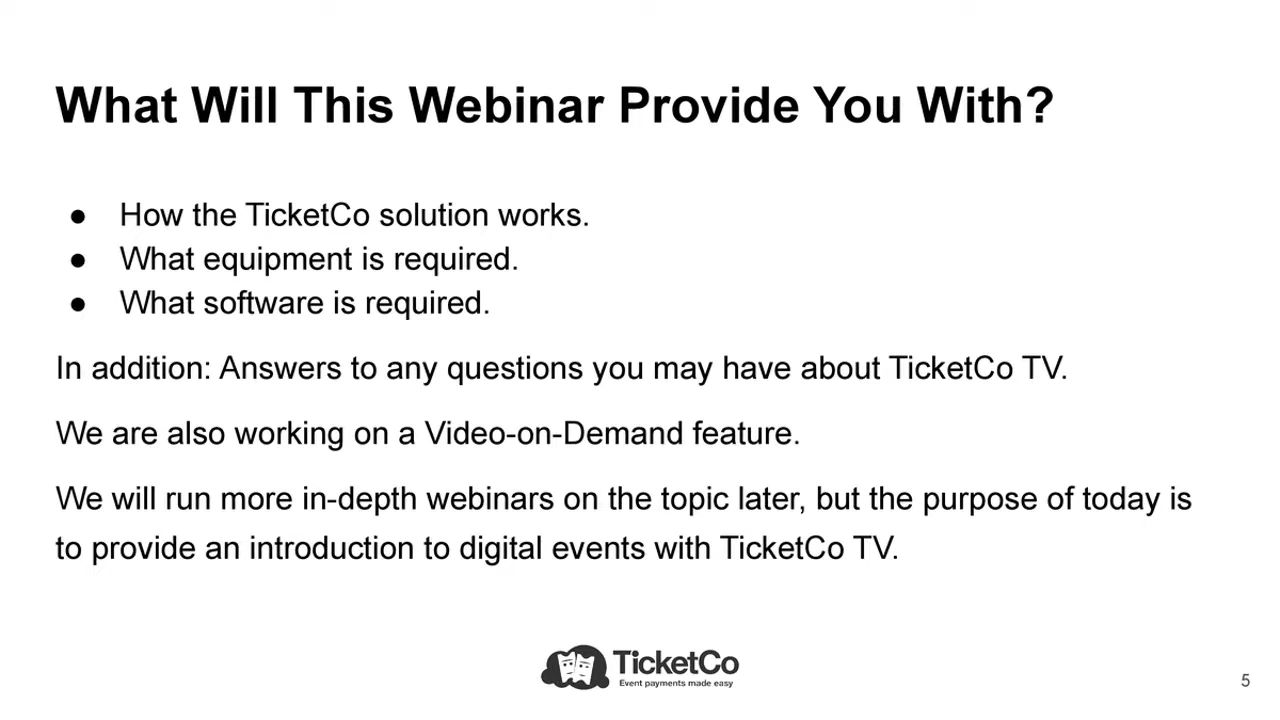 What Will This Webinar Provide You With?
● How the TicketCo solution works.
● What equipment is required.
● What software is required.
In addition: Answers to any questions you may have about TicketCo TV.
We are also working on a Video-on-Demand feature.
We will run more in-depth webinars on the topic later, but the purpose of today is
to provide an introduction to digital events with TicketCo TV.
TicketCo
Event payments made easy
5